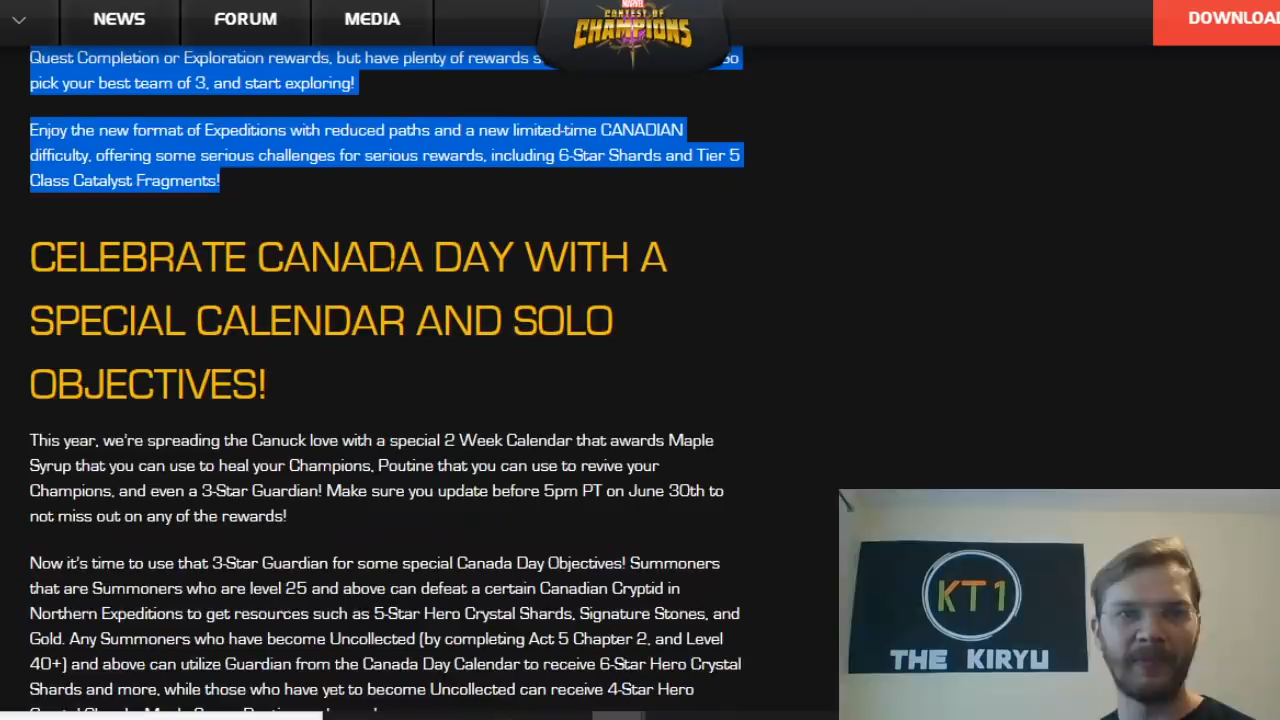 NEWS
FORUM
MEDIA
MARVEL
CONTEST OF
CHAMPIONS
DOWNLOA
Quest Completion or Exploration rewards, but have plenty of rewards s so
pick your best team of 3, and start exploring!
Enjoy the new format of Expeditions with reduced paths and a new limited-time CANADIAN
difficulty, offering some serious challenges for serious rewards, including 6-Star Shards and Tier 5
Class Catalyst Fragments!
CELEBRATE CANADA DAY WITH A
SPECIAL CALENDAR AND SOLO
OBJECTIVES!
This year, we're spreading the Canuck love with a special 2 Week Calendar that awards Maple
Syrup that you can use to heal your Champions, Poutine that you can use to revive your
Champions, and even a 3-Star Guardian! Make sure you update before 5pm PT on June 30th to
not miss out on any of the rewards!
Now it's time to use that 3-Star Guardian for some special Canada Day Objectives! Summoners
that are Summoners who are level 25 and above can defeat a certain Canadian Cryptid in
Northern Expeditions to get resources such as 5-Star Hero Crystal Shards, Signature Stones, and
Gold. Any Summoners who have become Uncollected (by completing Act 5 Chapter 2, and Level
40+) and above can utilize Guardian from the Canada Day Calendar to receive 6-Star Hero Crystal
Shards and more, while those who have yet to become Uncollected can receive 4-Star Hero
KT1
THE KIRYU